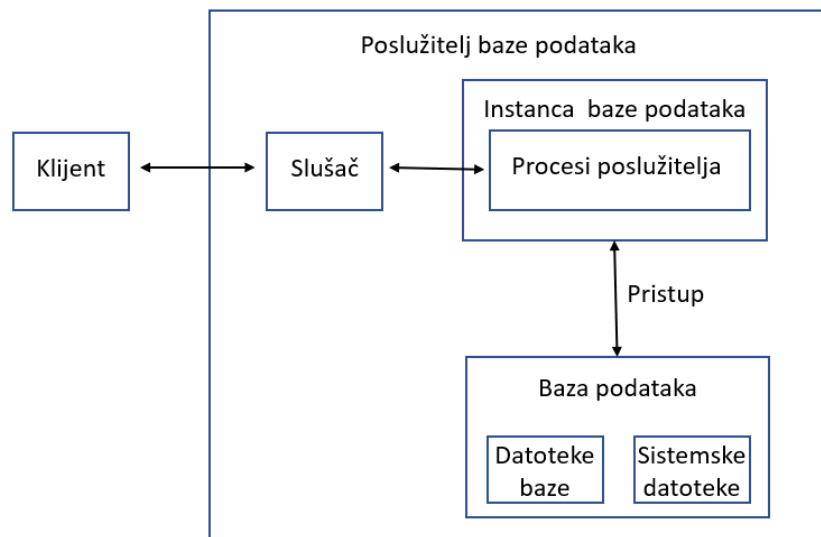 Poslužitelj baze podataka
Instanca baze podataka
Klijent
Slušač
Procesi poslužitelja
Pristup
Baza podataka
Datoteke
baze
Sistemske
datoteke